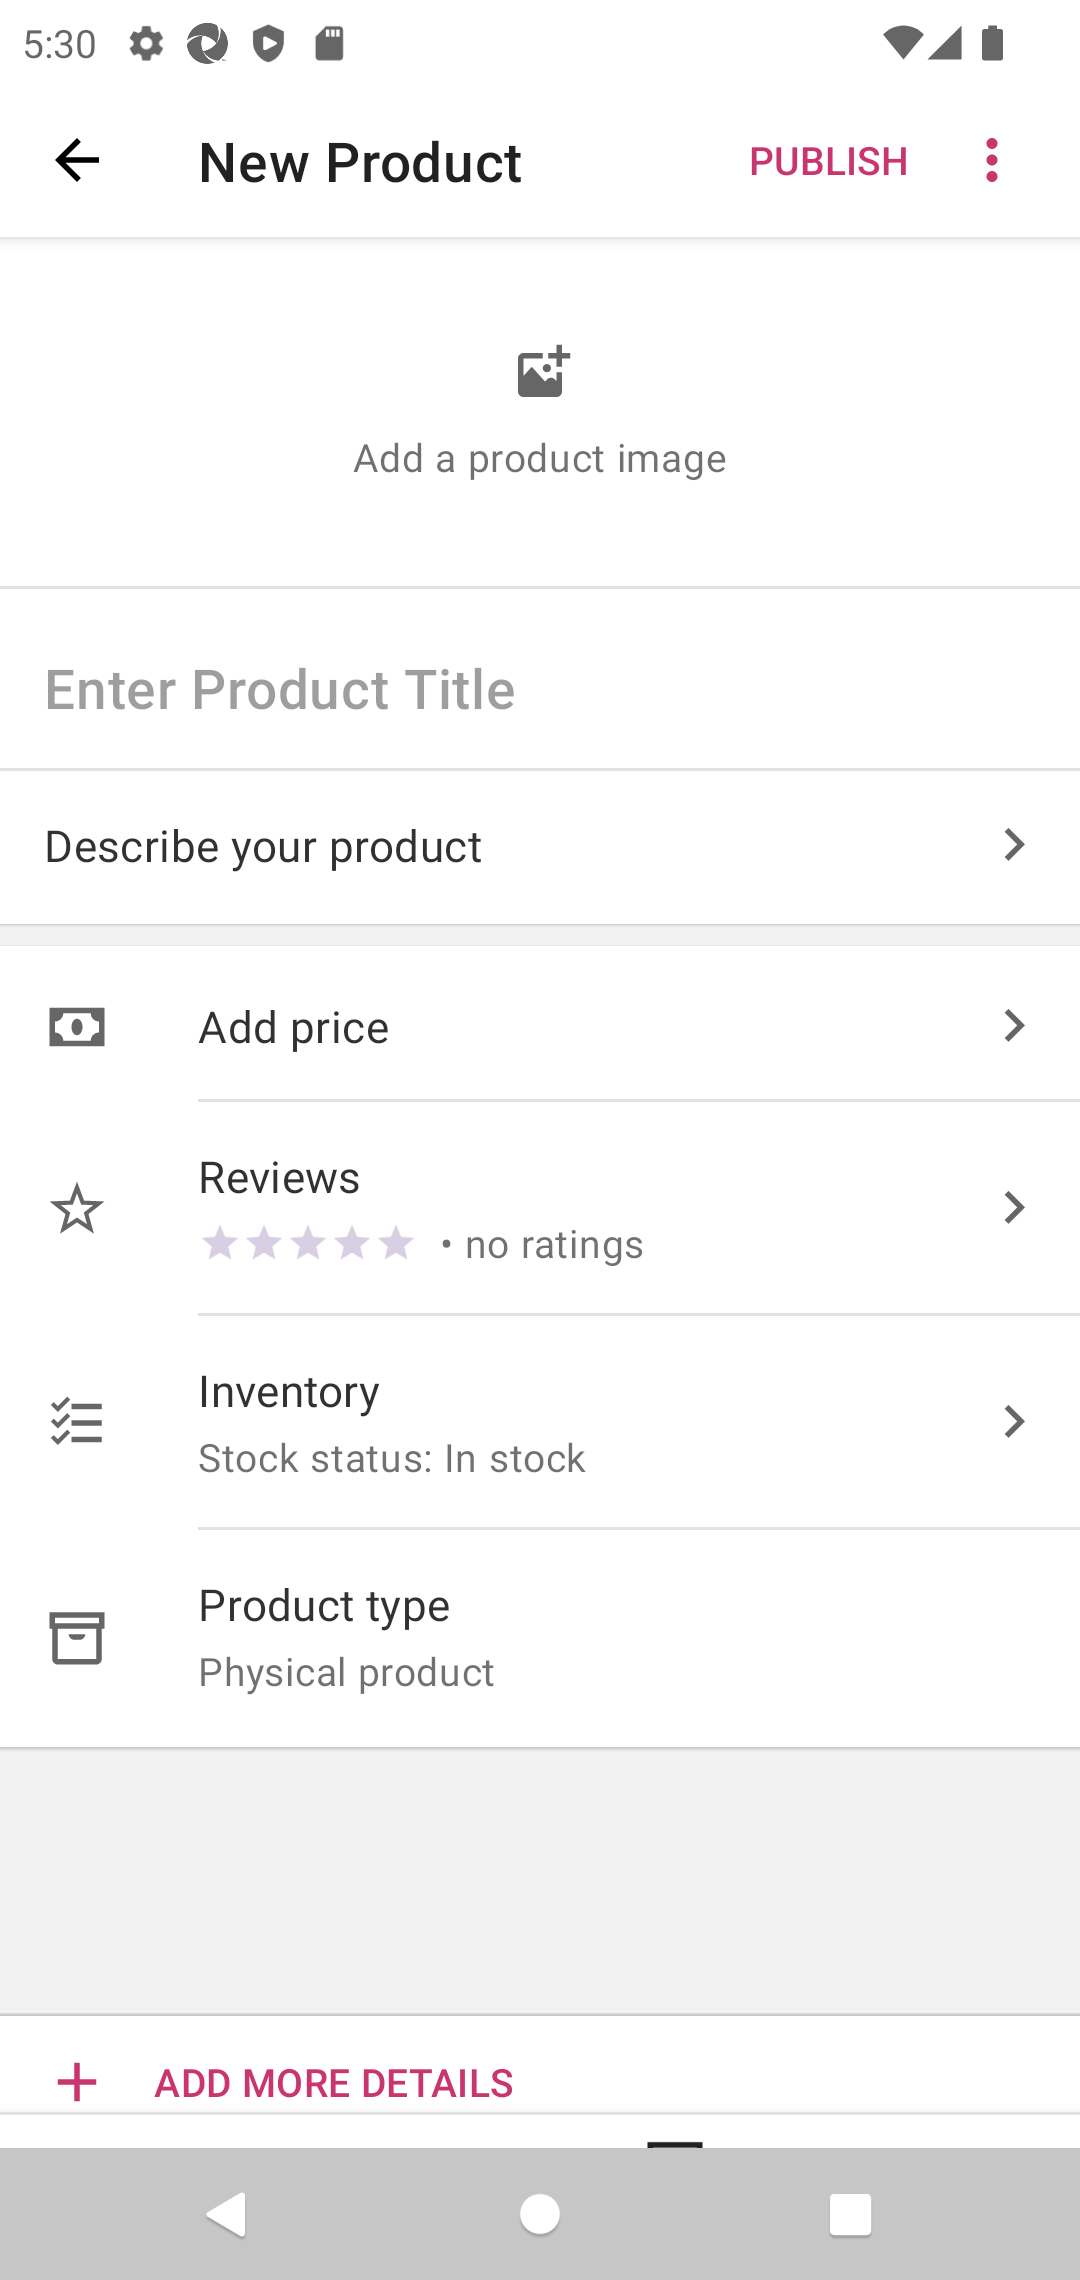 5:30
New Product
PUBLISH
Add a product image
Enter Product Title
Describe your product
Add price
Reviews
• no ratings
Inventory
Stock status: In stock
Product type
Physical product
ADD MORE DETAILS